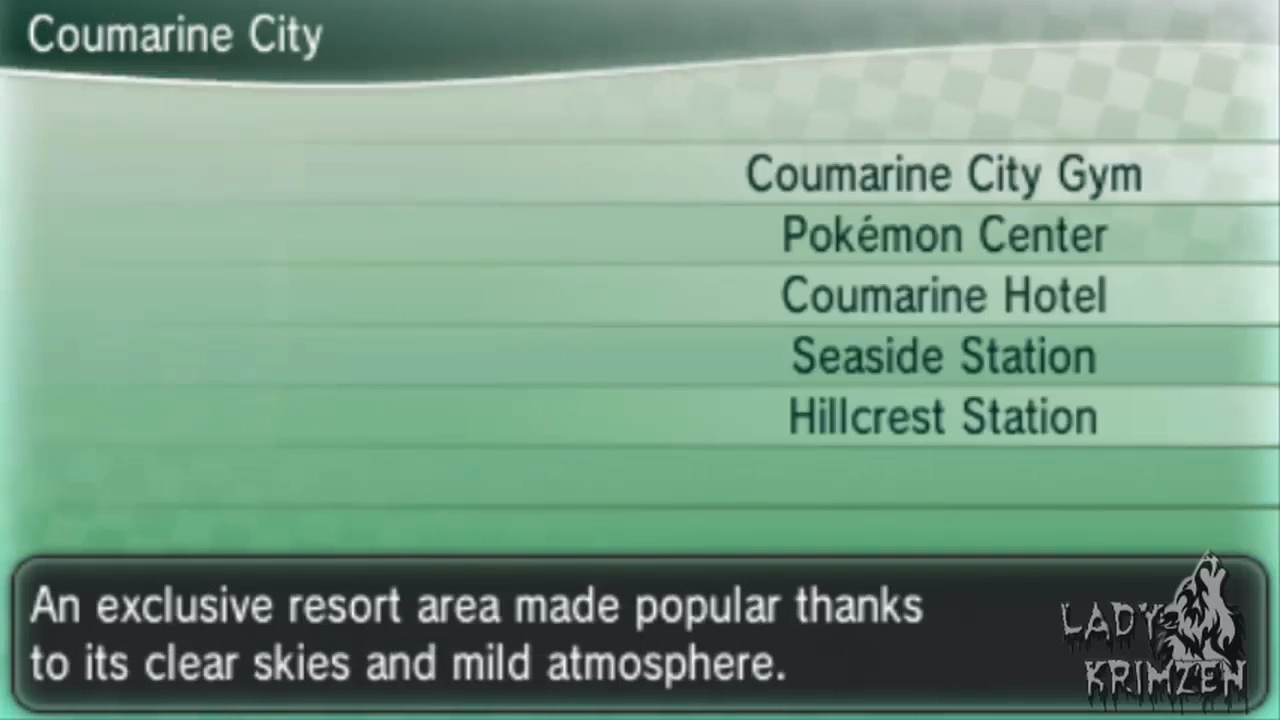 Coumarine City
Coumarine City Gym
Pokémon Center
Coumarine Hotel
Seaside Station
Hillcrest Station
An exclusive resort area made popular thanks
to its clear skies and mild atmosphere.
LADY
KRIMZEN